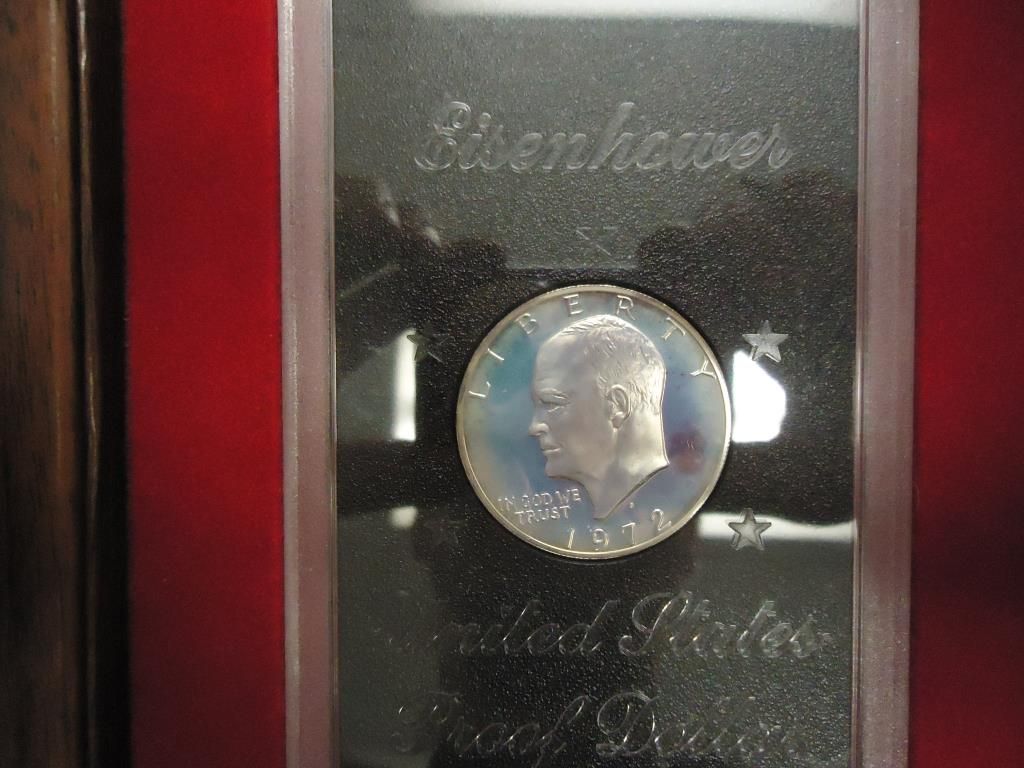 Eisenhower
LIBERTY
IN GOD WE
TRUST
1972
United States
Proof Dollar